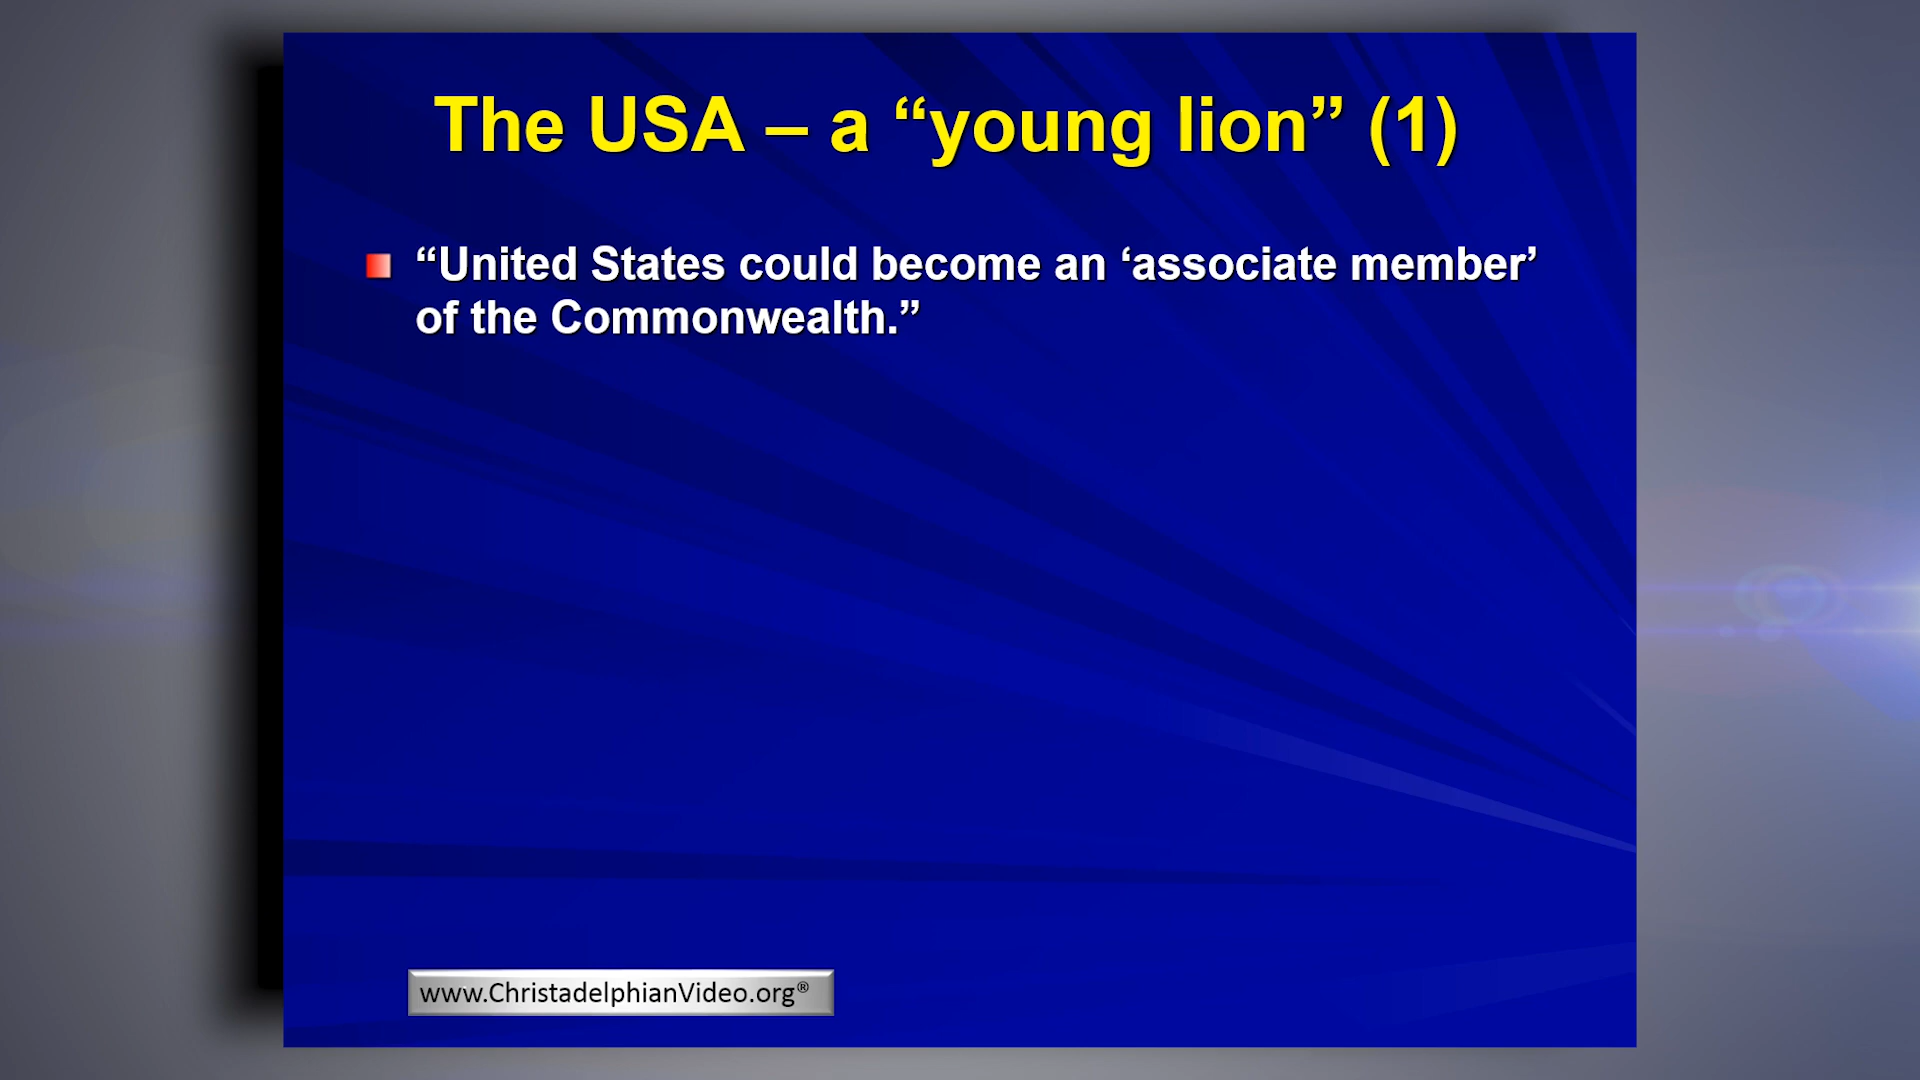 The USA – a “young lion” (1)
“United States could become an ‘associate member’
of the Commonwealth.”
www.ChristadelphianVideo.org®